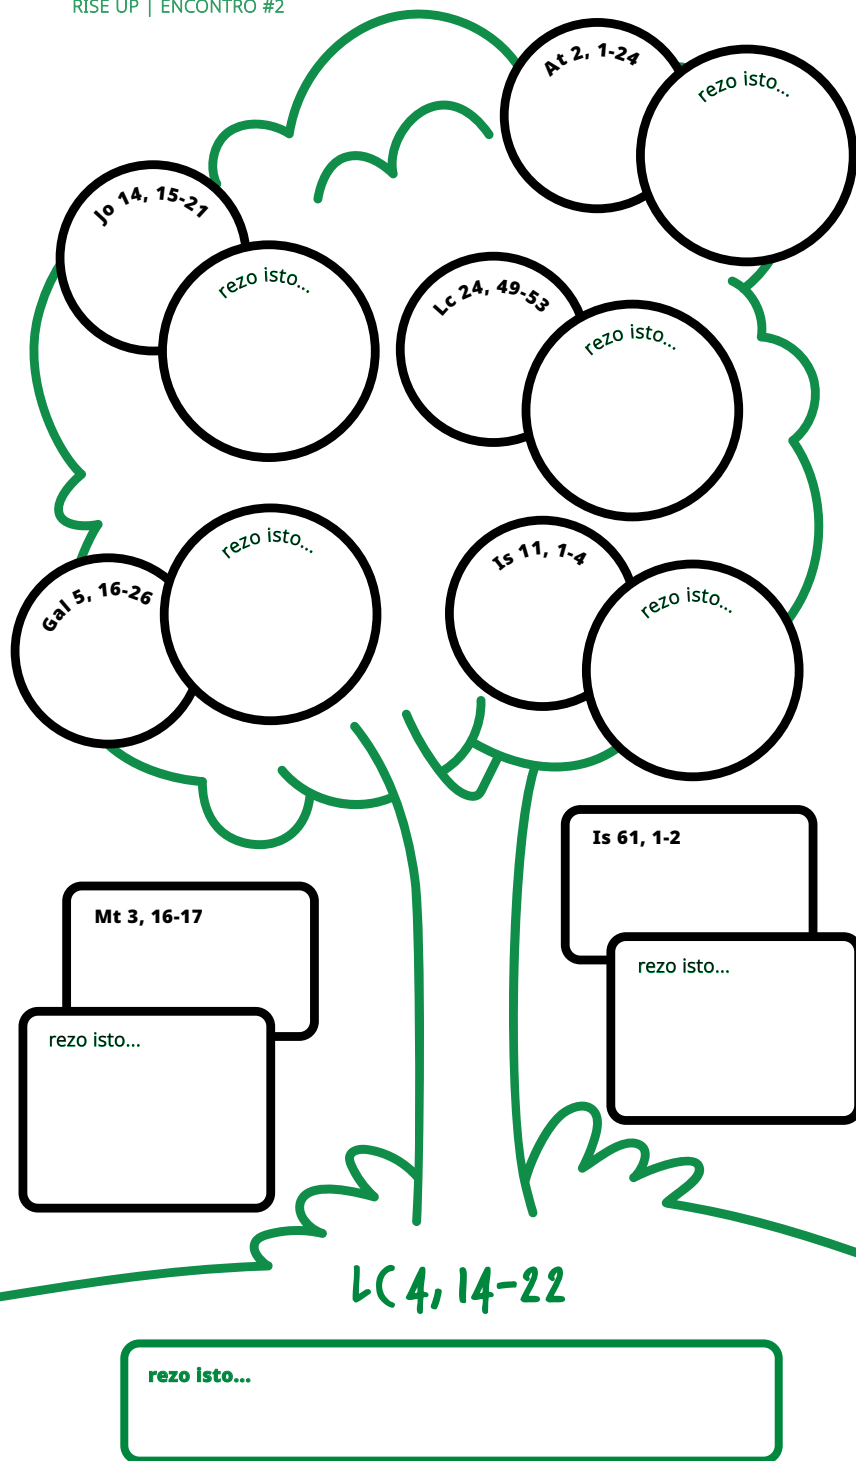 RISE UP | ENCONTRO #2
At 2, 1-24
rezo isto...
Jo 14, 15-21
rezo isto...
Lc 24, 49-53
rezo isto...
Gal 5, 16-26
rezo isto...
Is 11, 1-4
rezo isto...
Is 61, 1-2
rezo isto...
Mt 3, 16-17
rezo isto...
LC 4, 14-22
rezo isto...